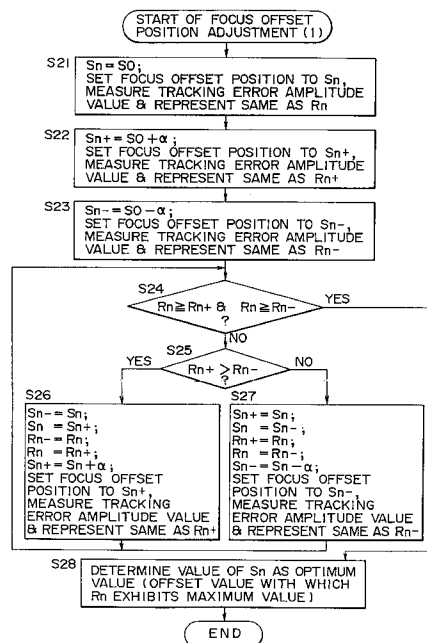 START OF FOCUS OFFSET
POSITION ADJUSTMENT (1)
S21
Sn=S0;
SET FOCUS OFFSET POSITION TO Sn,
MEASURE TRACKING ERROR AMPLITUDE
VALUE & REPRESENT SAME AS Rn
S22
Sn+=S0+α;
SET FOCUS OFFSET POSITION TO Sn+,
MEASURE TRACKING ERROR AMPLITUDE
VALUE & REPRESENT SAME AS Rn+
S23
Sn-=S0-α;
SET FOCUS OFFSET POSITION TO Sn-,
MEASURE TRACKING ERROR AMPLITUDE
VALUE & REPRESENT SAME AS Rn-
S24
Rn≧Rn+ & Rn≧Rn-
?
YES
NO
S25
YES
Rn+>Rn-
?
NO
S26
Sn-=Sn;
Sn =Sn+;
Rn-=Rn;
Rn =Rn+;
Sn+=Sn+α;
SET FOCUS OFFSET
POSITION TO Sn+,
MEASURE TRACKING
ERROR AMPLITUDE VALUE
& REPRESENT SAME AS Rn+
S27
Sn+=Sn;
Sn =Sn-;
Rn+=Rn;
Rn =Rn-;
Sn-=Sn-α;
SET FOCUS OFFSET
POSITION TO Sn-,
MEASURE TRACKING
ERROR AMPLITUDE VALUE
& REPRESENT SAME AS Rn-
S28
DETERMINE VALUE OF Sn AS OPTIMUM
VALUE (OFFSET VALUE WITH WHICH
Rn EXHIBITS MAXIMUM VALUE)
END